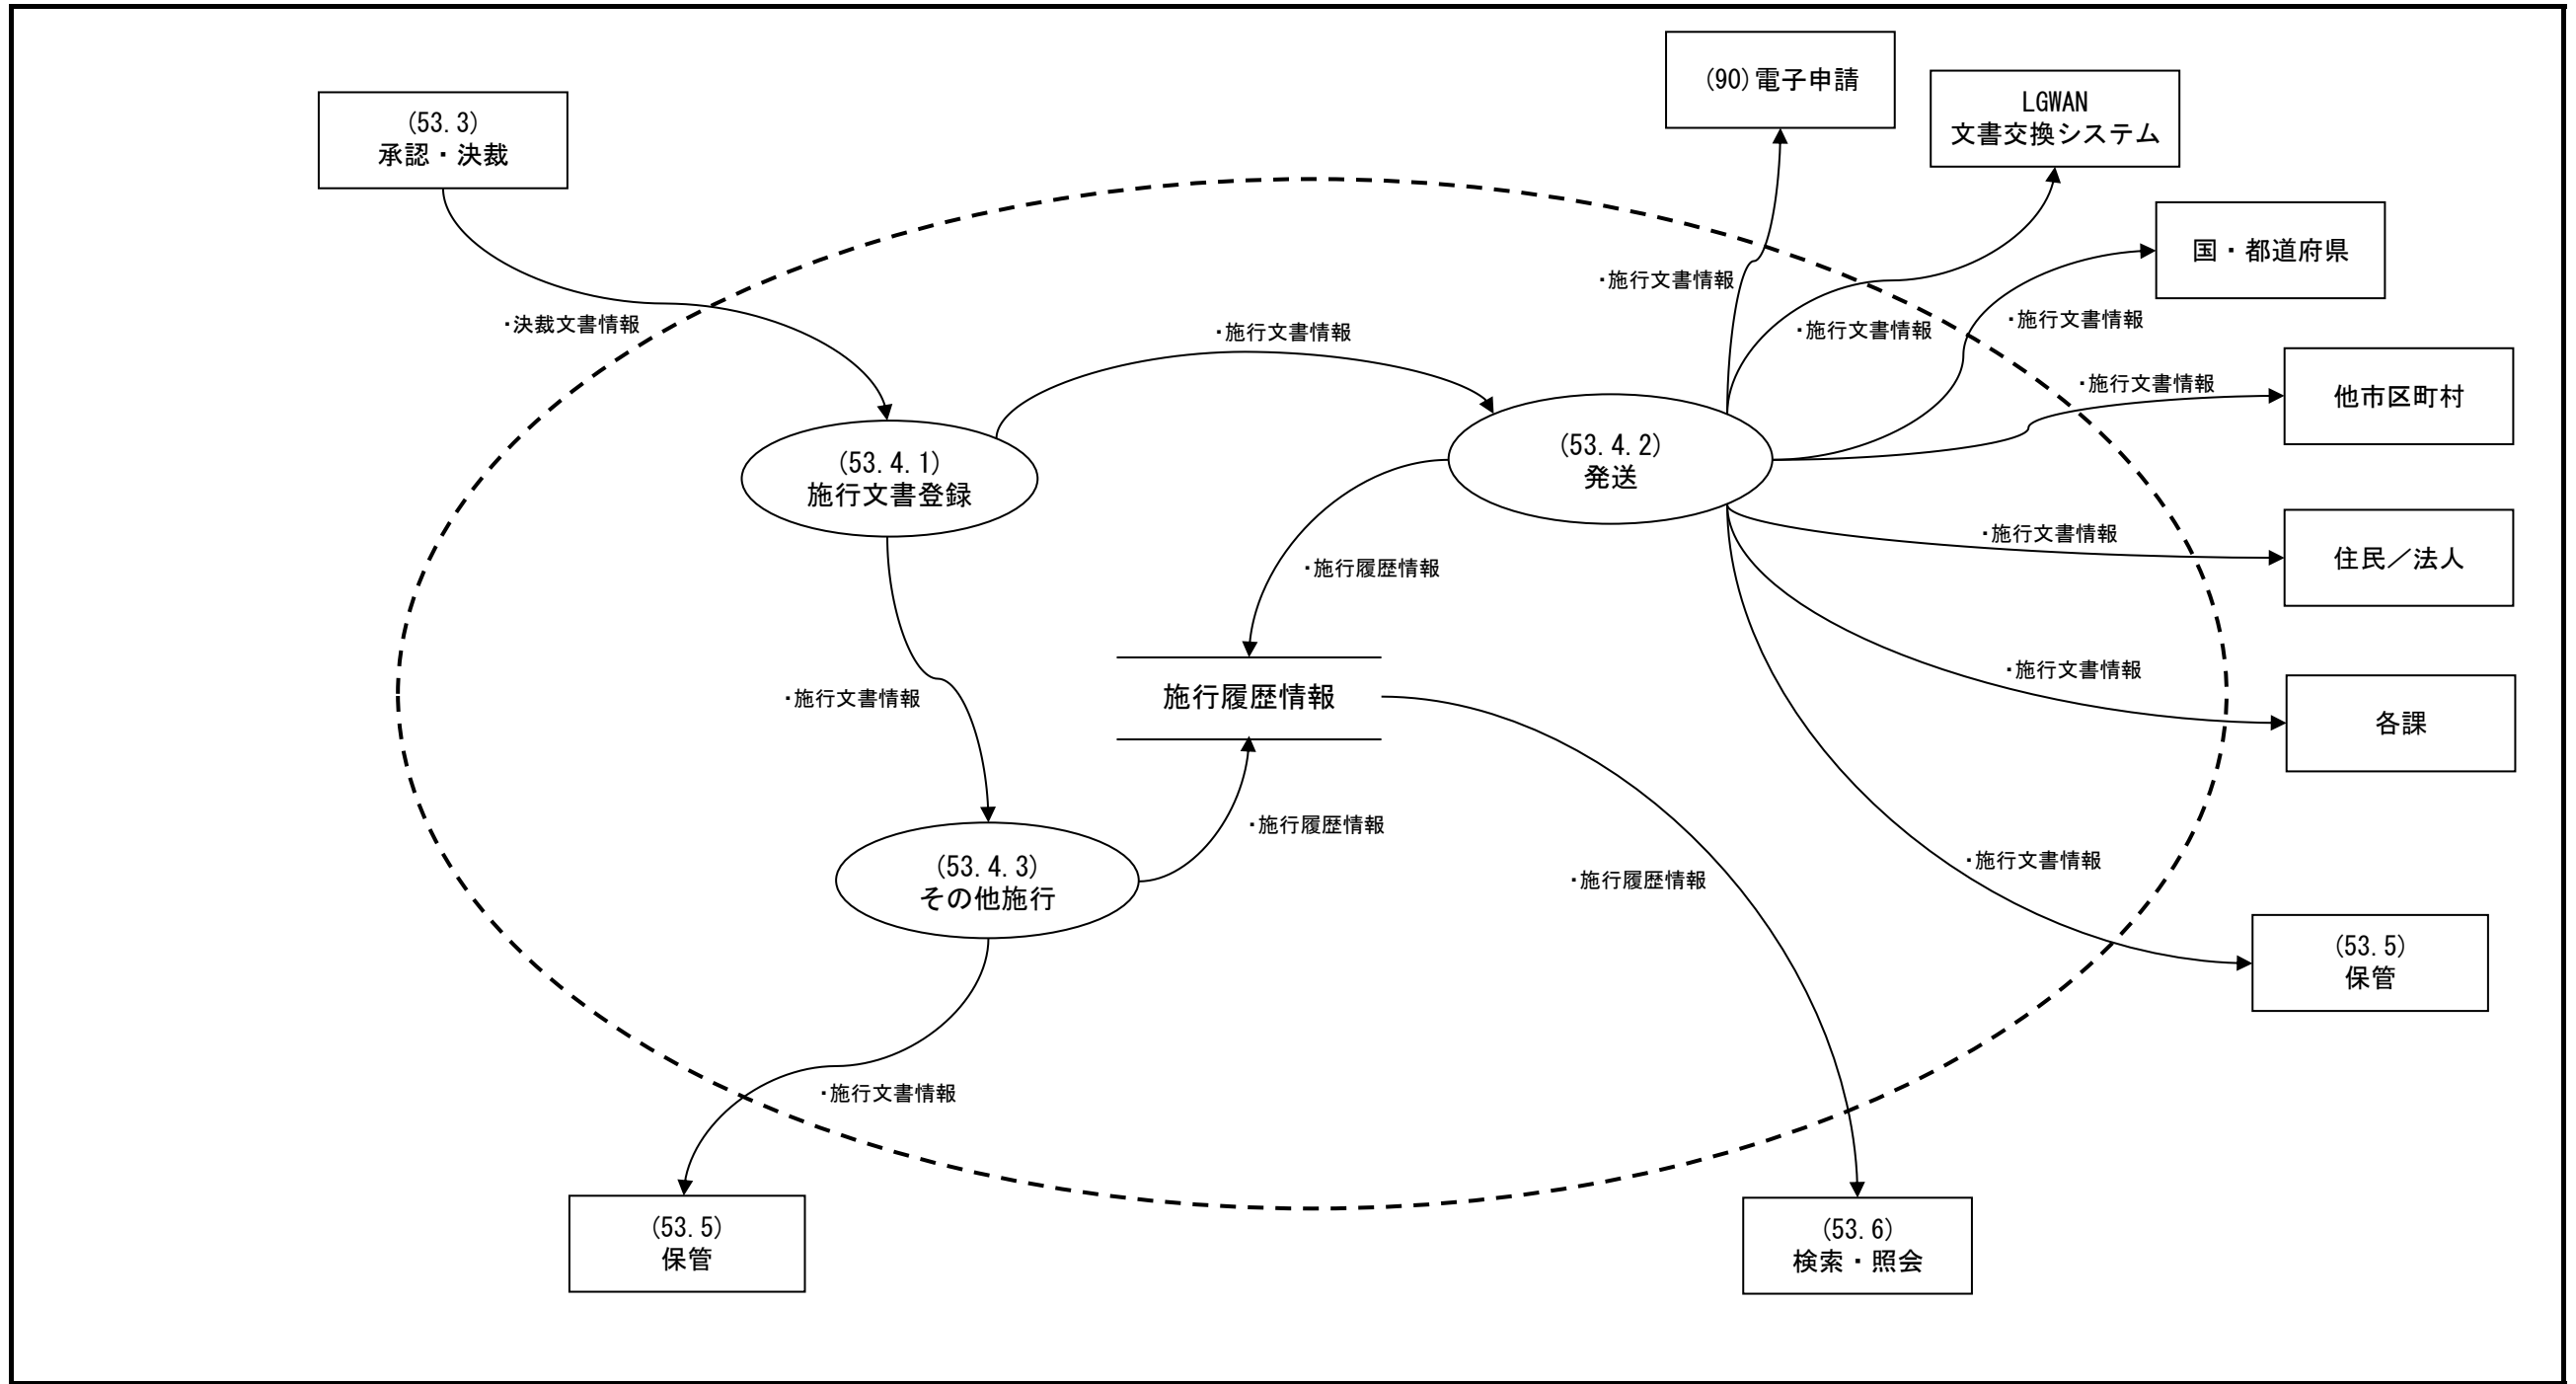 (90)電子申請
LGWAN
文書交換システム
(53.3)
承認・決裁
国・都道府県
・施行文書情報
・決裁文書情報
・施行文書情報
・施行文書情報
・施行文書情報
・施行文書情報
他市区町村
(53.4.1)
施行文書登録
(53.4.2)
発送
・施行文書情報
住民／法人
・施行履歴情報
・施行文書情報
・施行文書情報
施行履歴情報
各課
・施行履歴情報
(53.4.3)
その他施行
・施行履歴情報
・施行文書情報
(53.5)
保管
・施行文書情報
(53.5)
保管
(53.6)
検索・照会